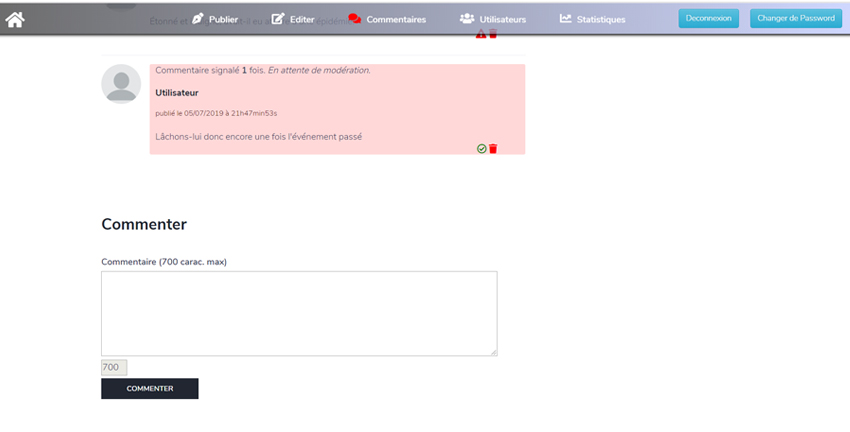 Publier
Editer
Commentaires
Utilisateurs
Statistiques
Deconnexion
Changer de Password
Étonné et
Commentaire signalé 1 fois. En attente de modération.
Utilisateur
publié le 05/07/2019 à 21h47min53s
Lâchons-lui donc encore une fois l'événement passé
Commenter
Commentaire (700 carac. max)
700
COMMENTER